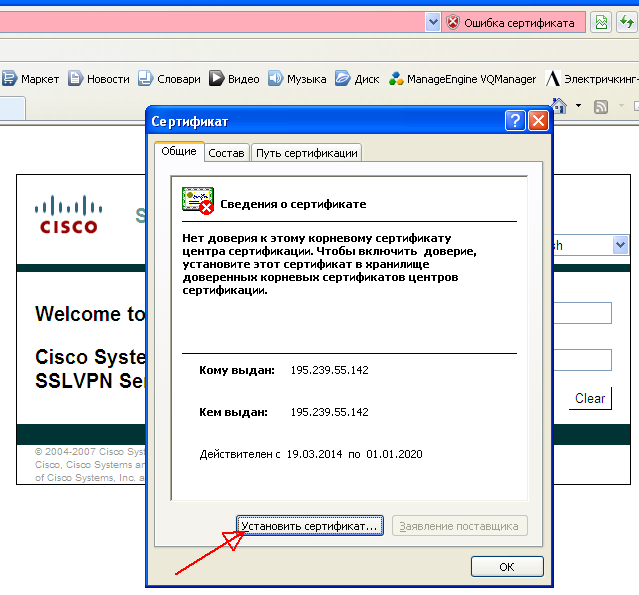 Ошибка сертификата
Маркет Новости Словари Видео Музыка Диск ManageEngine VQManager Электричкинг-
Сертификат
Общие Состав Путь сертификации
Сведения о сертификате
CISCO
Нет доверия к этому корневому сертификату
центра сертификации. Чтобы включить доверие,
установите этот сертификат в хранилище
доверенных корневых сертификатов центров
сертификации.
Welcome to
Cisco Syste
SSLVPN Se
Кому выдан: 195.239.55.142
Clear
Кем выдан: 195.239.55.142
Действителен с 19.03.2014 по 01.01.2020
© 2004-2007 Cisco Syst
Cisco, Cisco Systems an
of Cisco Systems, Inc. a
Установить сертификат... Заявление поставщика
OK